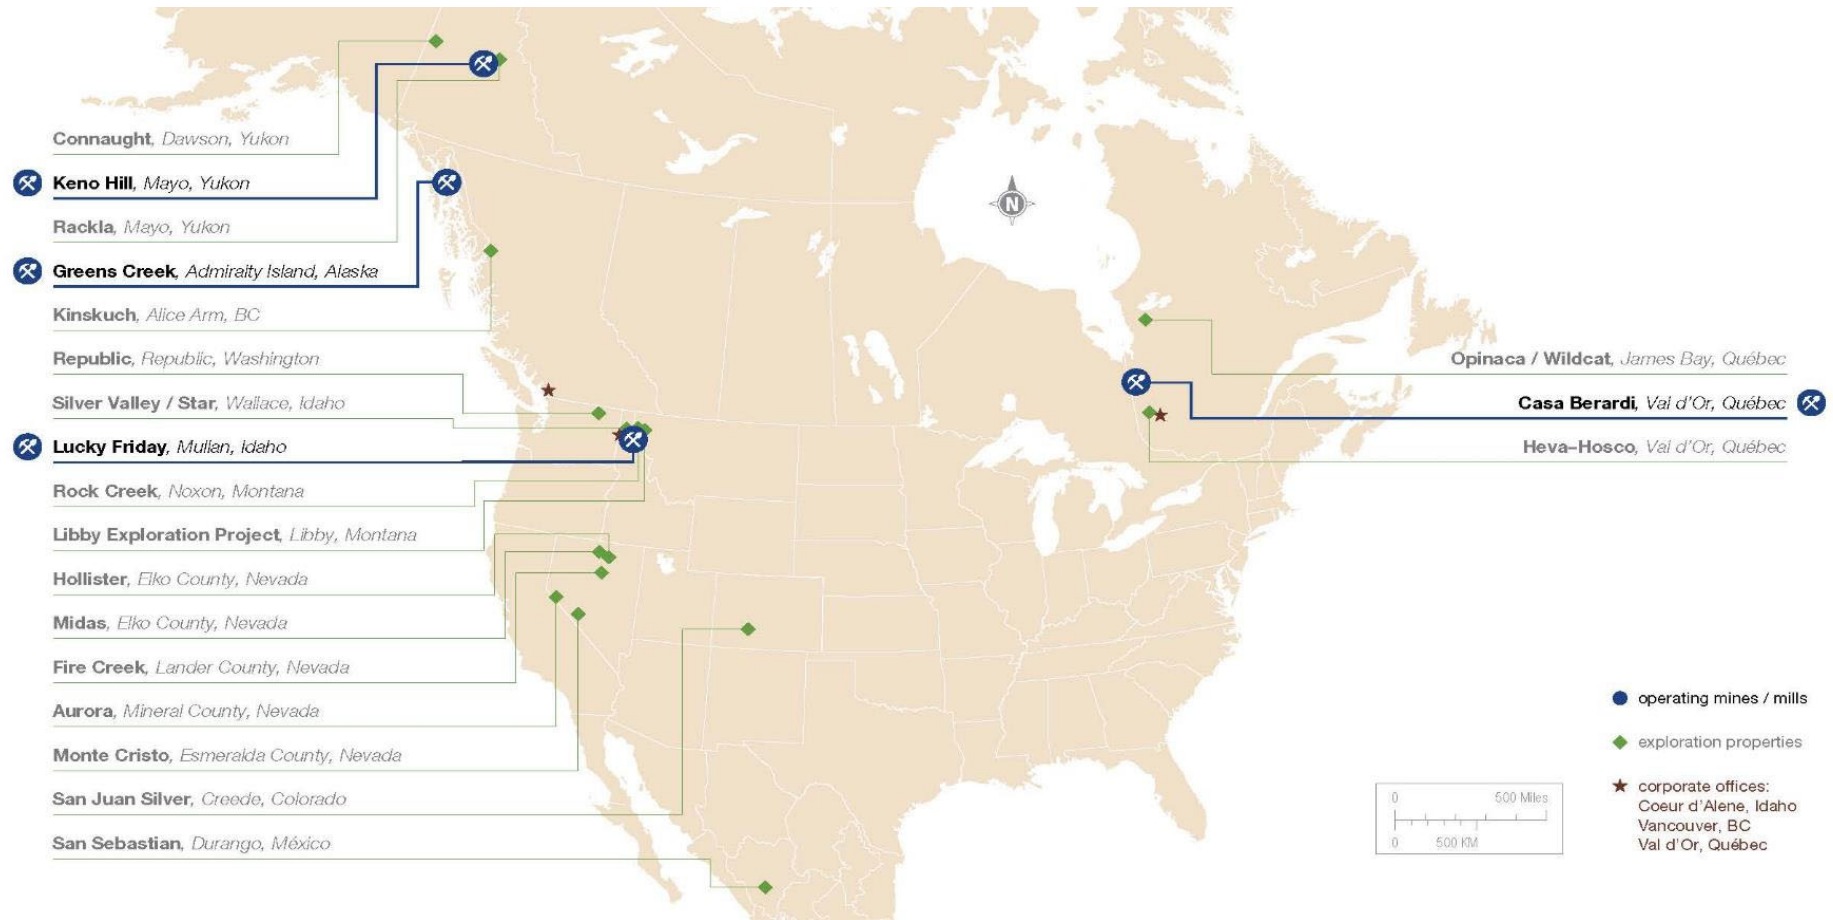 Connaught, Dawson, Yukon
Keno Hill, Mayo, Yukon
Rackla, Mayo, Yukon
Greens Creek, Admiralty Island, Alaska
Kinskuch, Alice Arm, BC
Republic, Republic, Washington
Silver Valley / Star, Wallace, Idaho
Lucky Friday, Mullan, Idaho
Rock Creek, Noxon, Montana
Libby Exploration Project, Libby, Montana
Hollister, Elko County, Nevada
Midas, Elko County, Nevada
Fire Creek, Lander County, Nevada
Aurora, Mineral County, Nevada
Monte Cristo, Esmeralda County, Nevada
San Juan Silver, Creede, Colorado
San Sebastian, Durango, México
N
Opinaca / Wildcat, James Bay, Québec
Casa Berardi, Val d'Or, Québec
Heva–Hosco, Val d'Or, Québec
operating mines / mills
exploration properties
corporate offices:
Coeur d'Alene, Idaho
Vancouver, BC
Val d'Or, Québec
0 500 Miles
0 500 KM